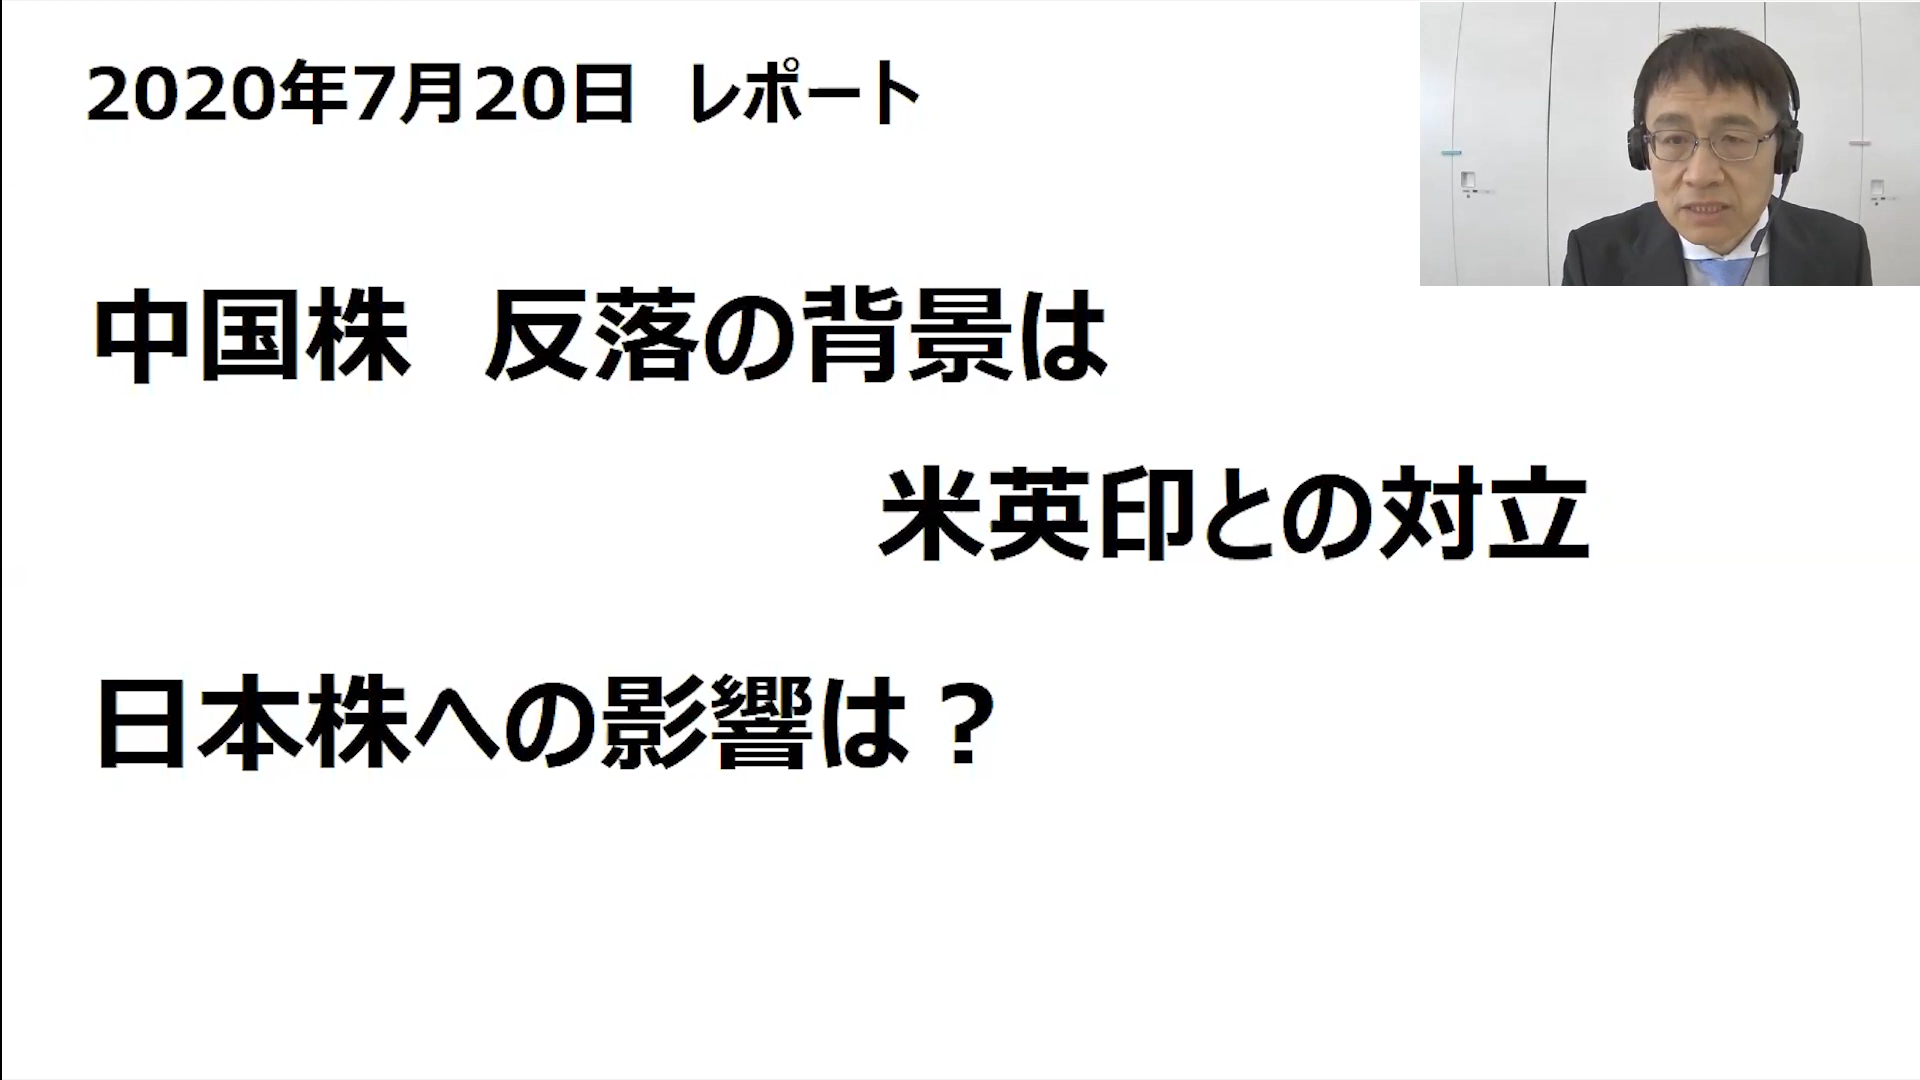 2020年7月20日　レポート
中国株　反落の背景は
米英印との対立
日本株への影響は？